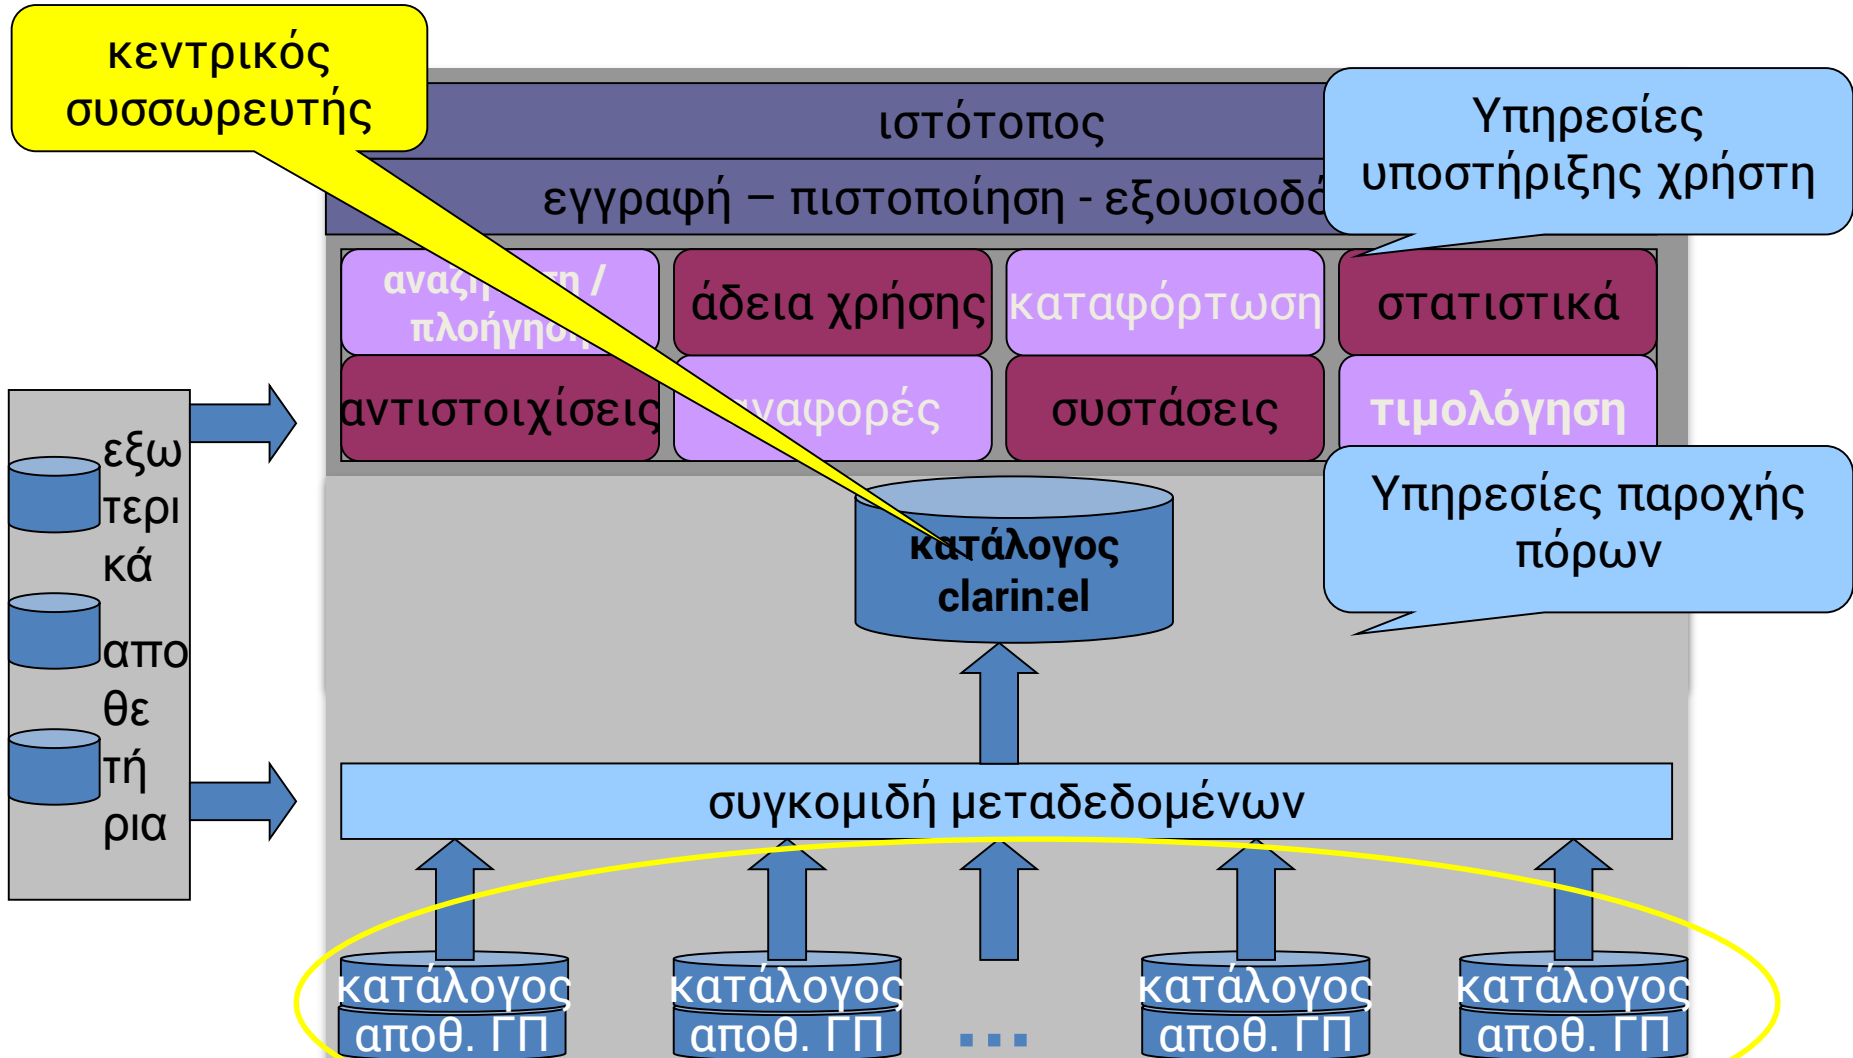 κεντρικός
συσσωρευτής
ιστότοπος
Υπηρεσίες
υποστήριξης χρήστη
εγγραφή – πιστοποίηση -
πλοήγηση
άδεια χρήσης
καταφόρτωση
στατιστικά
αντιστοιχίσεις
συστάσεις
τιμολόγηση
Υπηρεσίες παροχής
πόρων
εξω
τερι
κά
απο
θε
τή
ρια
κατάλογος
clarin:el
συγκομιδή μεταδεδομένων
κατάλογος
αποθ. ΓΠ
κατάλογος
αποθ. ΓΠ
...
κατάλογος
αποθ. ΓΠ
κατάλογος
αποθ. ΓΠ